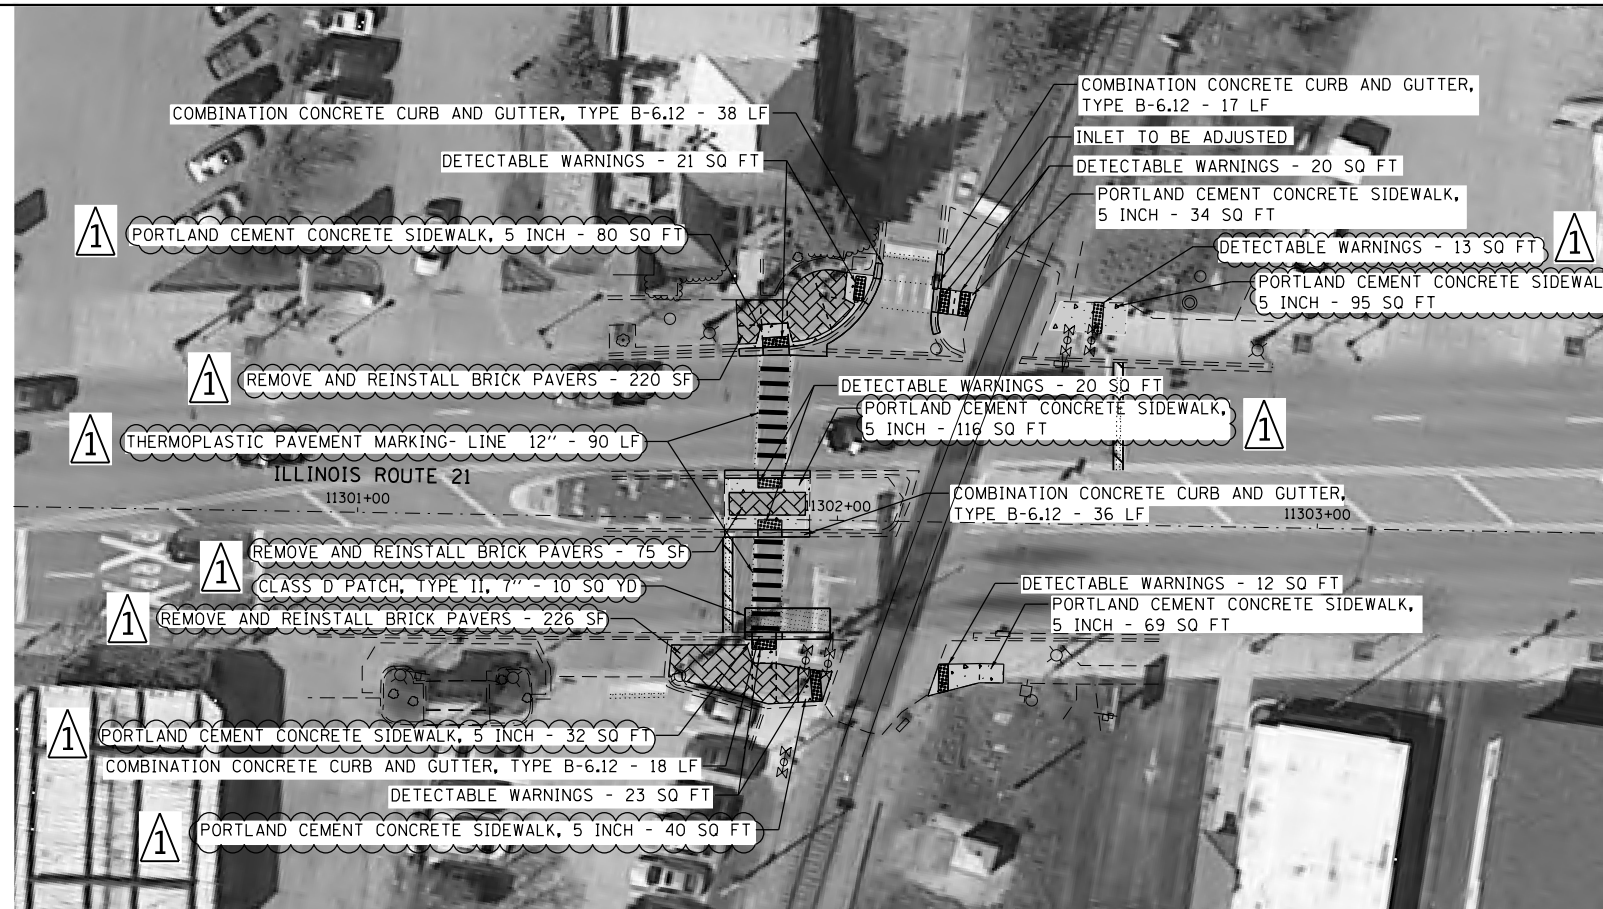 COMBINATION CONCRETE CURB AND GUTTER,
TYPE B-6.12 - 17 LF
COMBINATION CONCRETE CURB AND GUTTER, TYPE B-6.12 - 38 LF
INLET TO BE ADJUSTED
DETECTABLE WARNINGS - 21 SQ FT
DETECTABLE WARNINGS - 20 SQ FT
PORTLAND CEMENT CONCRETE SIDEWALK,
5 INCH - 34 SQ FT
1
PORTLAND CEMENT CONCRETE SIDEWALK, 5 INCH - 80 SQ FT
DETECTABLE WARNINGS - 13 SQ FT
1
PORTLAND CEMENT CONCRETE SIDEWAL
5 INCH - 95 SQ FT
1
REMOVE AND REINSTALL BRICK PAVERS - 220 SF
DETECTABLE WARNINGS - 20 SQ FT
PORTLAND CEMENT CONCRETE SIDEWALK,
5 INCH - 116 SQ FT
1
1
THERMOPLASTIC PAVEMENT MARKING- LINE 12'' - 90 LF
ILLINOIS ROUTE 21
11301+00
11302+00
COMBINATION CONCRETE CURB AND GUTTER,
TYPE B-6.12 - 36 LF
11303+00
REMOVE AND REINSTALL BRICK PAVERS - 75 SF
1
CLASS D PATCH, TYPE II, 7'' - 10 SQ YD
DETECTABLE WARNINGS - 12 SQ FT
PORTLAND CEMENT CONCRETE SIDEWALK,
5 INCH - 69 SQ FT
1
REMOVE AND REINSTALL BRICK PAVERS - 226 SF
1
PORTLAND CEMENT CONCRETE SIDEWALK, 5 INCH - 32 SQ FT
COMBINATION CONCRETE CURB AND GUTTER, TYPE B-6.12 - 18 LF
DETECTABLE WARNINGS - 23 SQ FT
1
PORTLAND CEMENT CONCRETE SIDEWALK, 5 INCH - 40 SQ FT